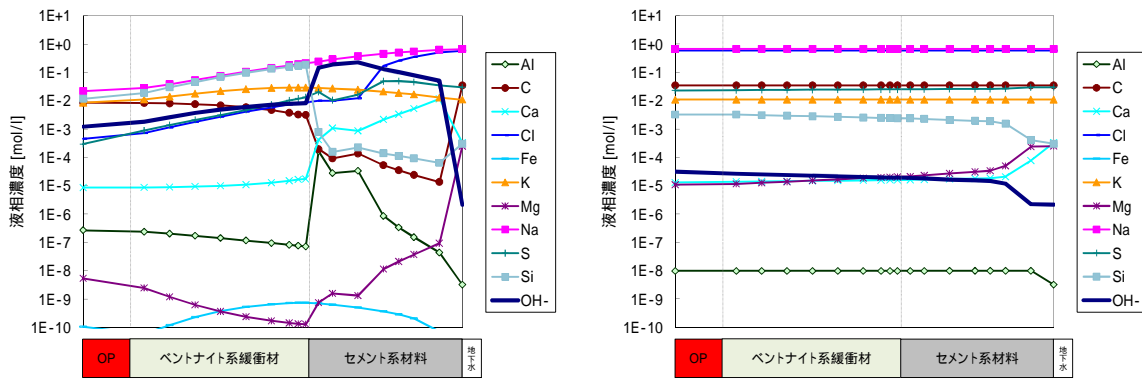 1E+1
1E+0
1E-1
1E-2
1E-3
1E-4
1E-5
1E-6
1E-7
1E-8
1E-9
1E-10
液相濃度 [mol/l]
Al
C
Ca
Cl
Fe
K
Mg
Na
S
Si
OH-
OP
ベントナイト系緩衝材
セメント系材料
地下水
1E+1
1E+0
1E-1
1E-2
1E-3
1E-4
1E-5
1E-6
1E-7
1E-8
1E-9
1E-10
液相濃度 [mol/l]
Al
C
Ca
Cl
Fe
K
Mg
Na
S
Si
OH-
OP
ベントナイト系緩衝材
セメント系材料
地下水